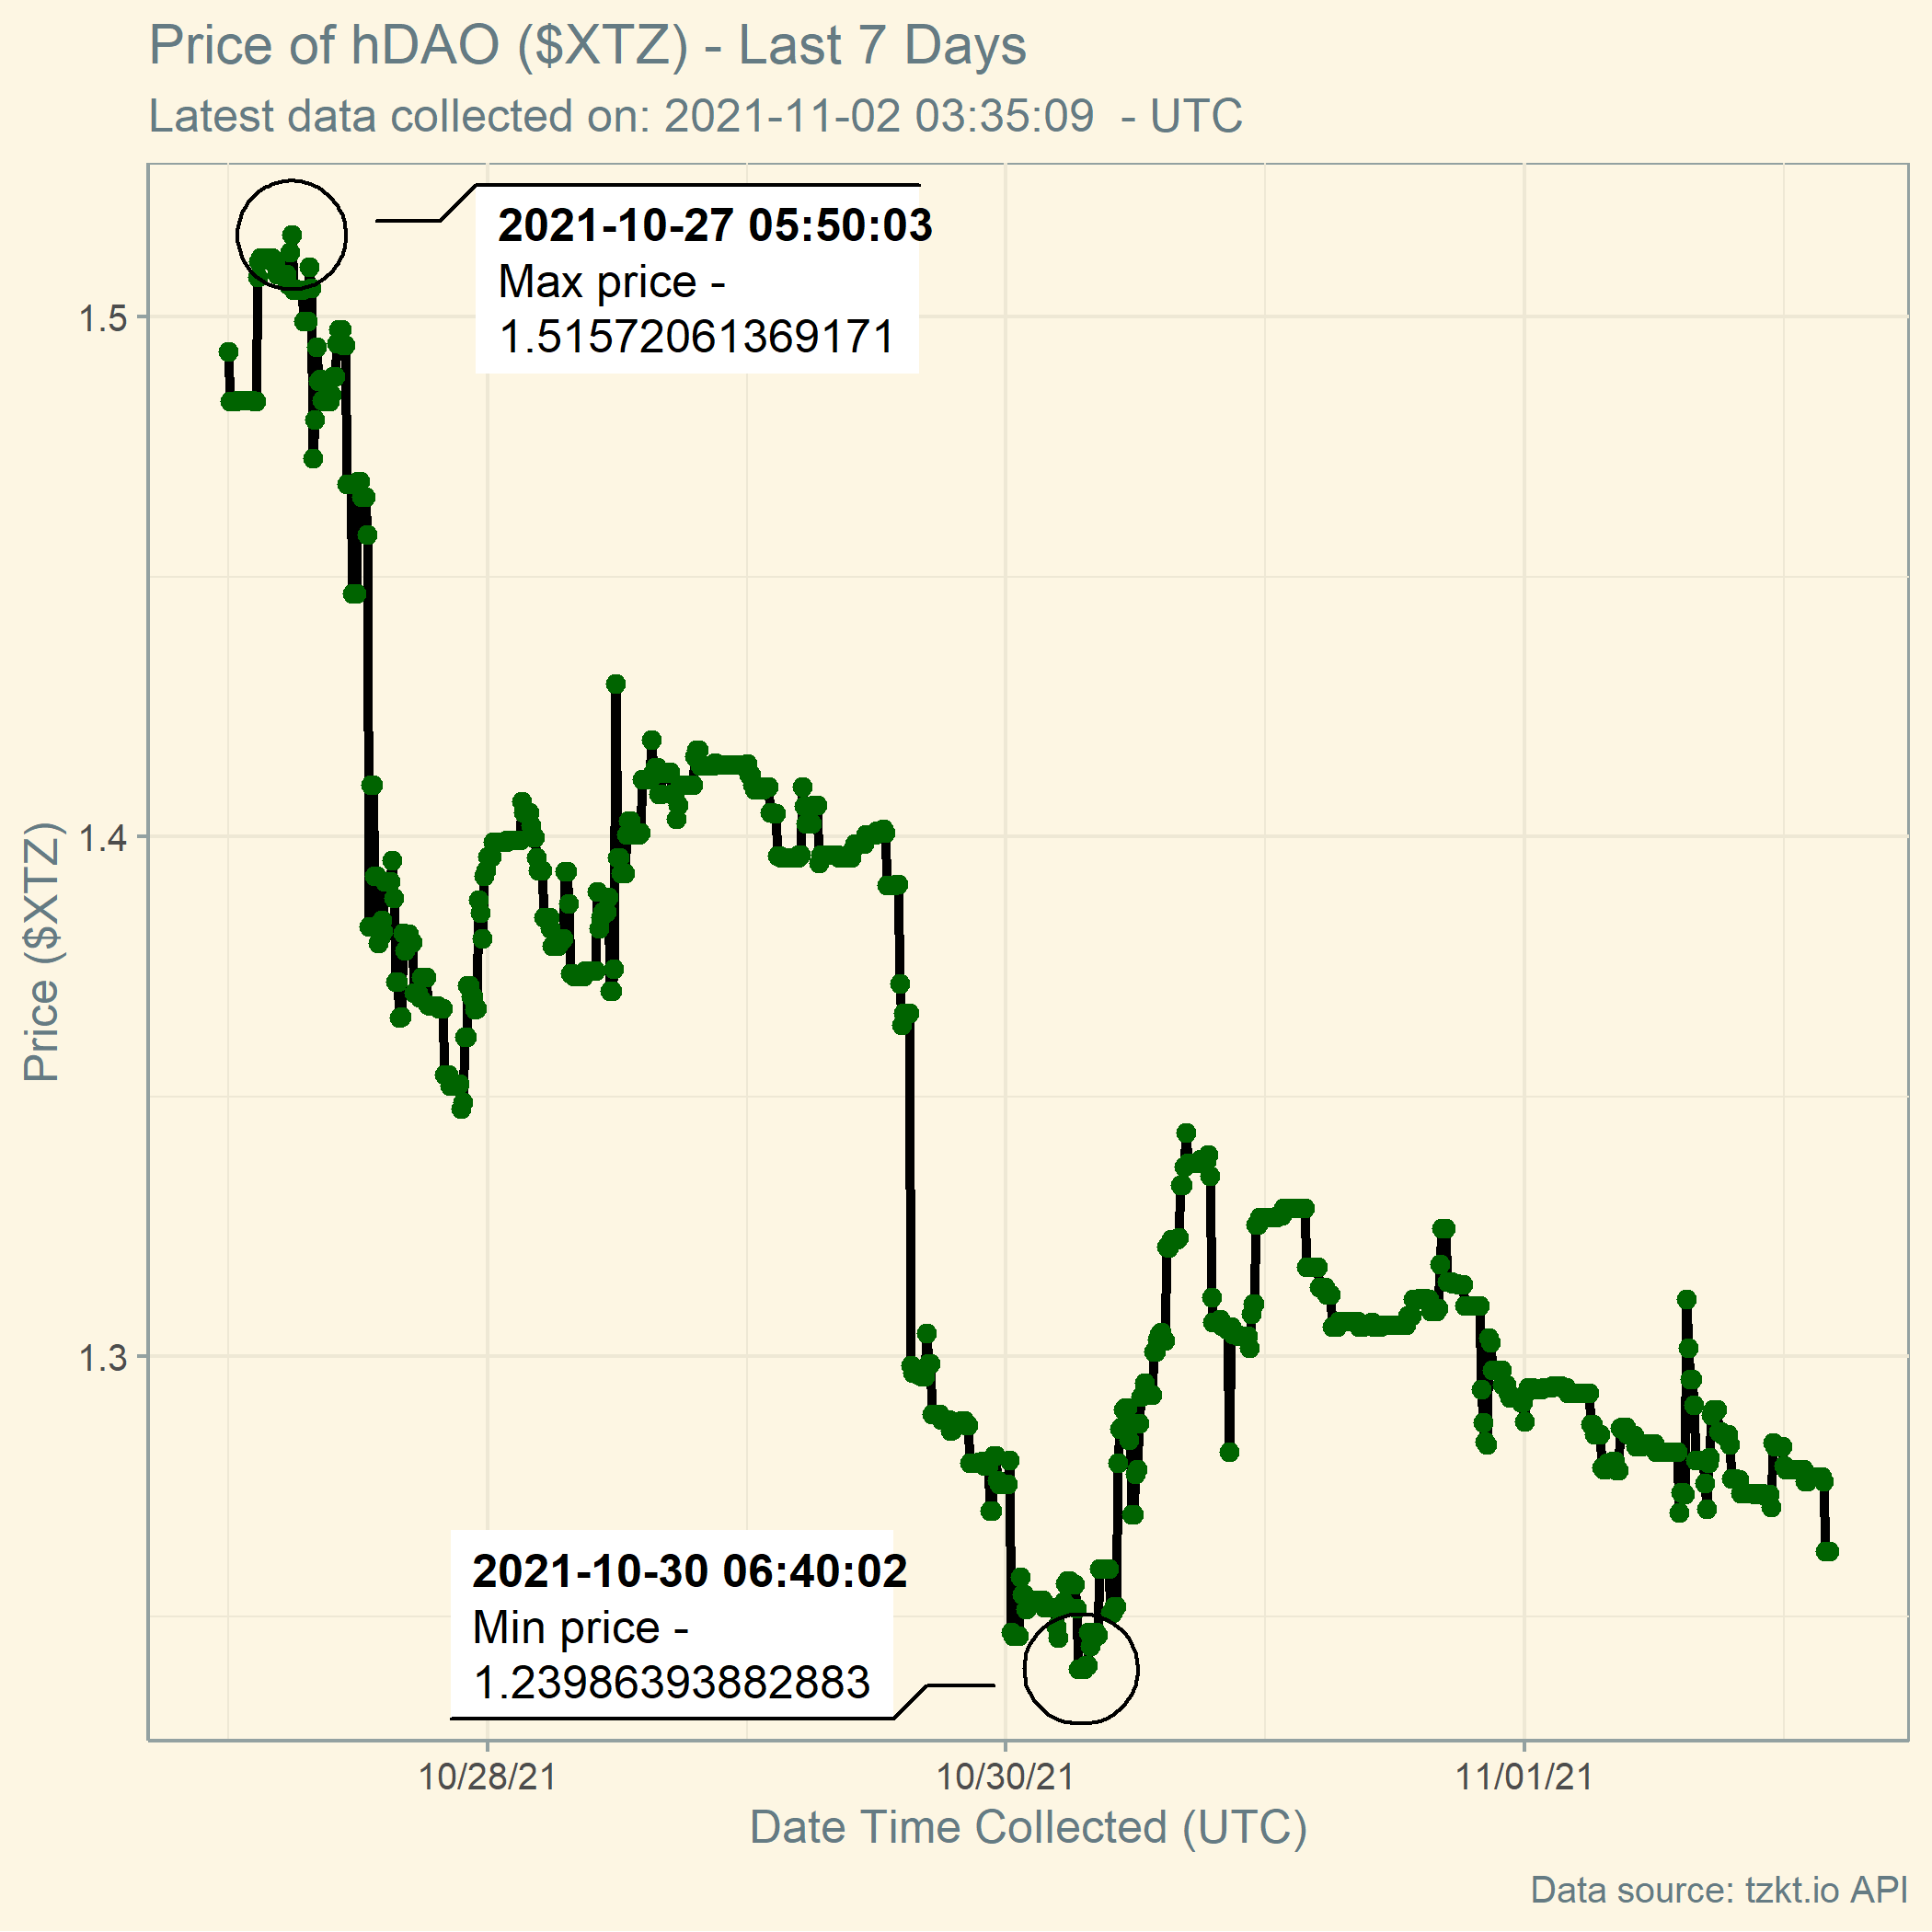 Price of hDAO ($XTZ) - Last 7 Days
Latest data collected on: 2021-11-02 03:35:09  - UTC
2021-10-27 05:50:03
Max price -
1.51572061369171
1.5
1.4
1.3
Price ($XTZ)
2021-10-30 06:40:02
Min price -
1.23986393882883
10/28/21
10/30/21
11/01/21
Date Time Collected (UTC)
Data source: tzkt.io API